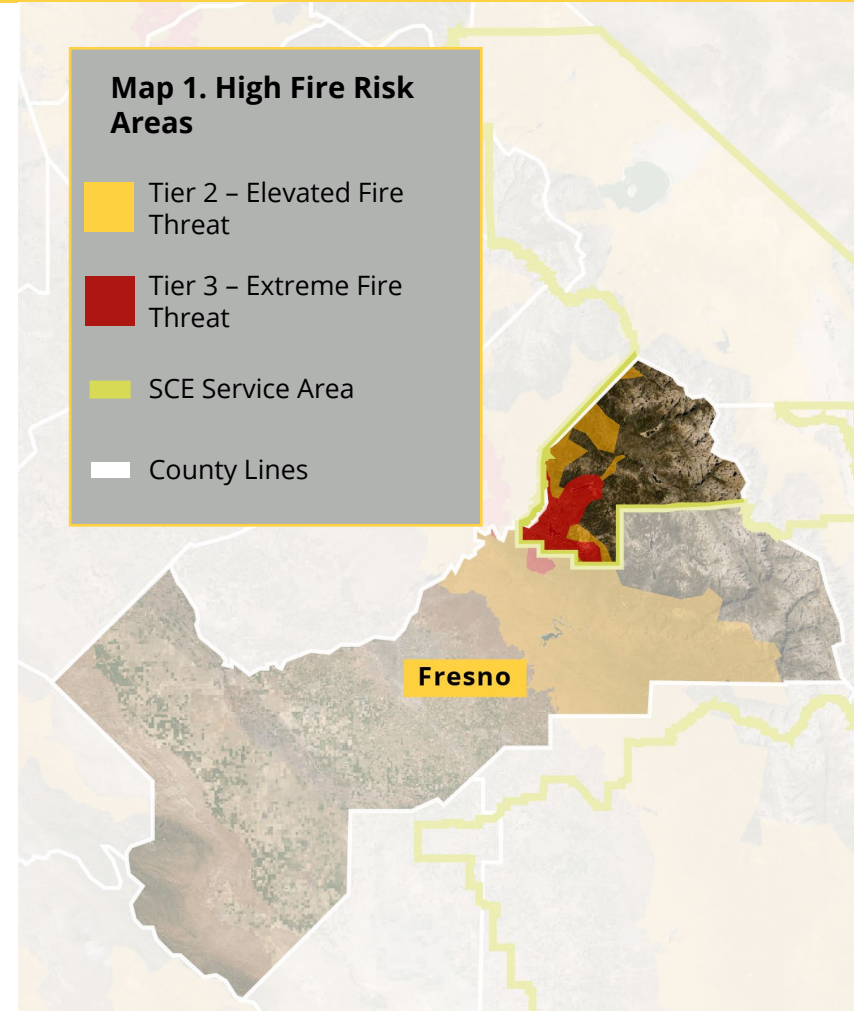 Map 1. High Fire Risk
Areas
Tier 2 – Elevated Fire
Threat
Tier 3 – Extreme Fire
Threat
SCE Service Area
County Lines
Fresno